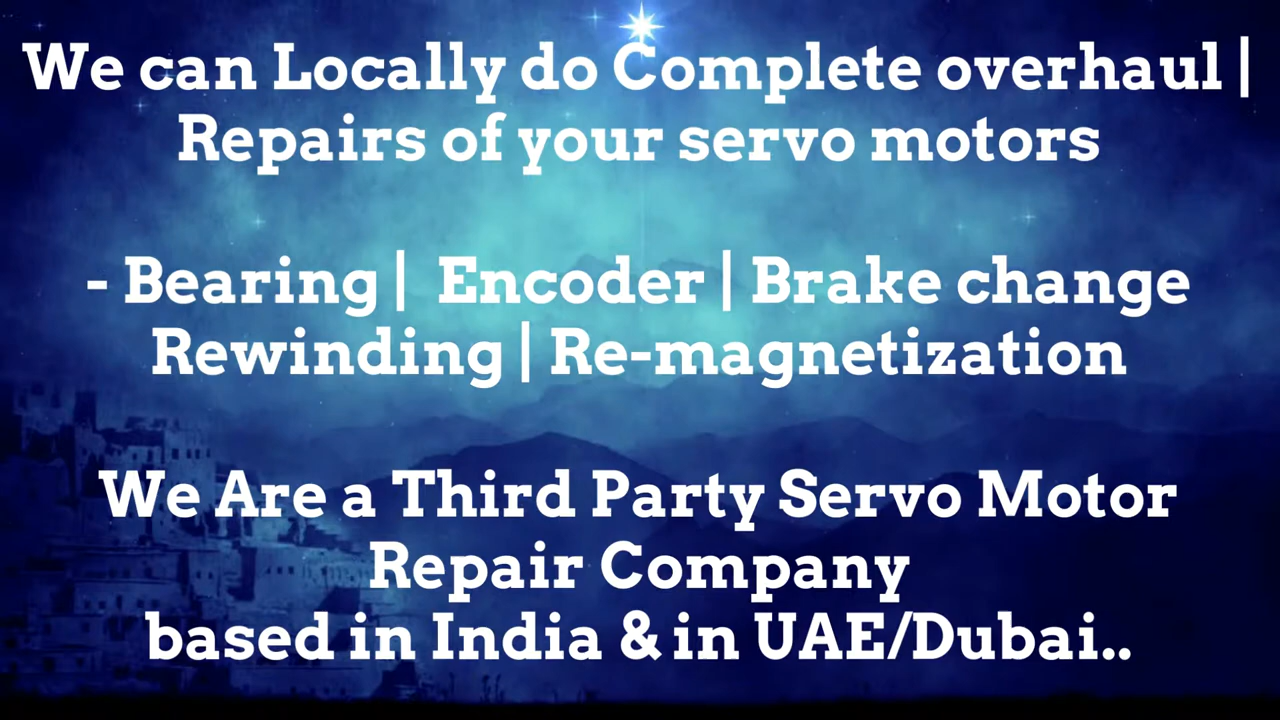 We can Locally do Complete overhaul |
Repairs of your servo motors
- Bearing | Encoder | Brake change
Rewinding | Re-magnetization
We Are a Third Party Servo Motor
Repair Company
based in India & in UAE/Dubai..